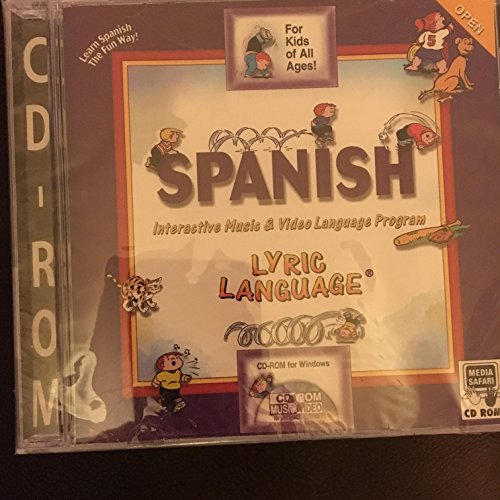 CD-ROM
Learn Spanish
The Fun Way!
For
Kids
of All
Ages!
OPEN
S
SPANISH
Interactive Music & Video Language Program
LYRIC
LANGUAGE®
CD-ROM for Windows
CD-ROM
MUSIC VIDEO
MEDIA
SAFARI
CD ROM